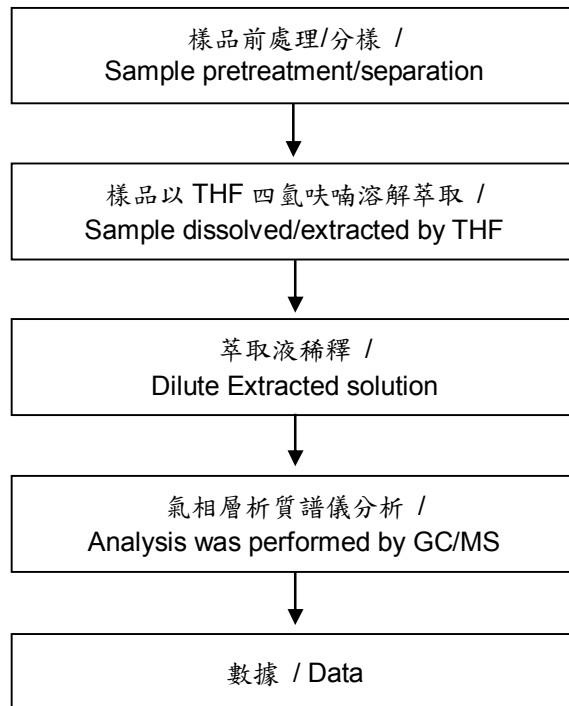 樣品前處理/分樣 /
Sample pretreatment/separation
樣品以 THF 四氫呋喃溶解萃取 /
Sample dissolved/extracted by THF
萃取液稀釋 /
Dilute Extracted solution
氣相層析質譜儀分析 /
Analysis was performed by GC/MS
數據 / Data